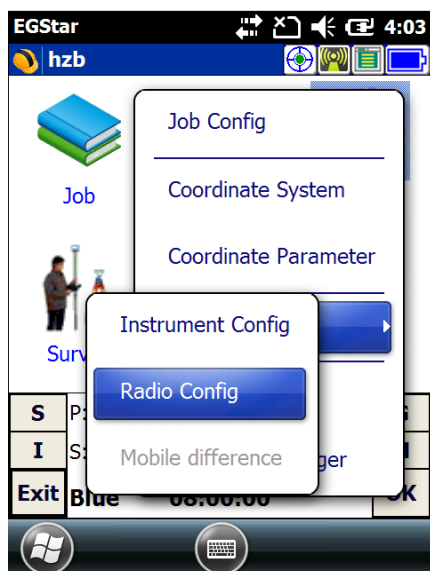 EGStar 4:03
hzb
Job Config
Job
Coordinate System
Coordinate Parameter
Instrument Config
Surv
Radio Config
S P:
I S: Mobile difference ger
Exit Blue 08:00:00 OK